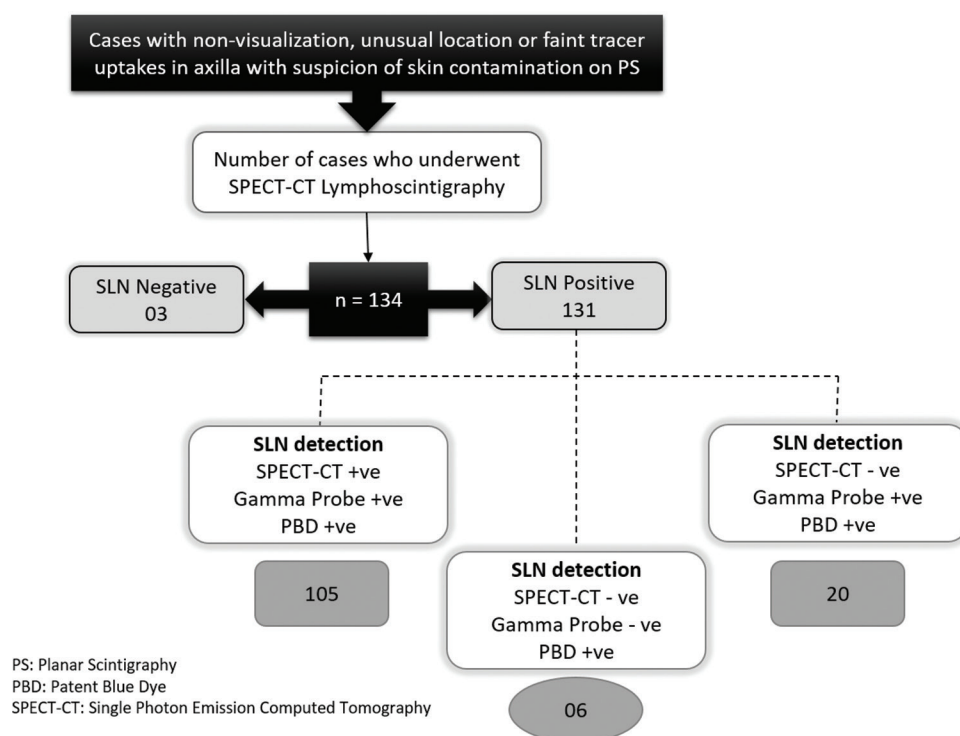 Cases with non-visualization, unusual location or faint tracer
uptakes in axilla with suspicion of skin contamination on PS
Number of cases who underwent
SPECT-CT Lymphoscintigraphy
SLN Negative
03
n = 134
SLN Positive
131
SLN detection
SPECT-CT +ve
Gamma Probe +ve
PBD +ve
105
SLN detection
SPECT-CT - ve
Gamma Probe - ve
PBD +ve
06
SLN detection
SPECT-CT - ve
Gamma Probe +ve
PBD +ve
20
PS: Planar Scintigraphy
PBD: Patent Blue Dye
SPECT-CT: Single Photon Emission Computed Tomography